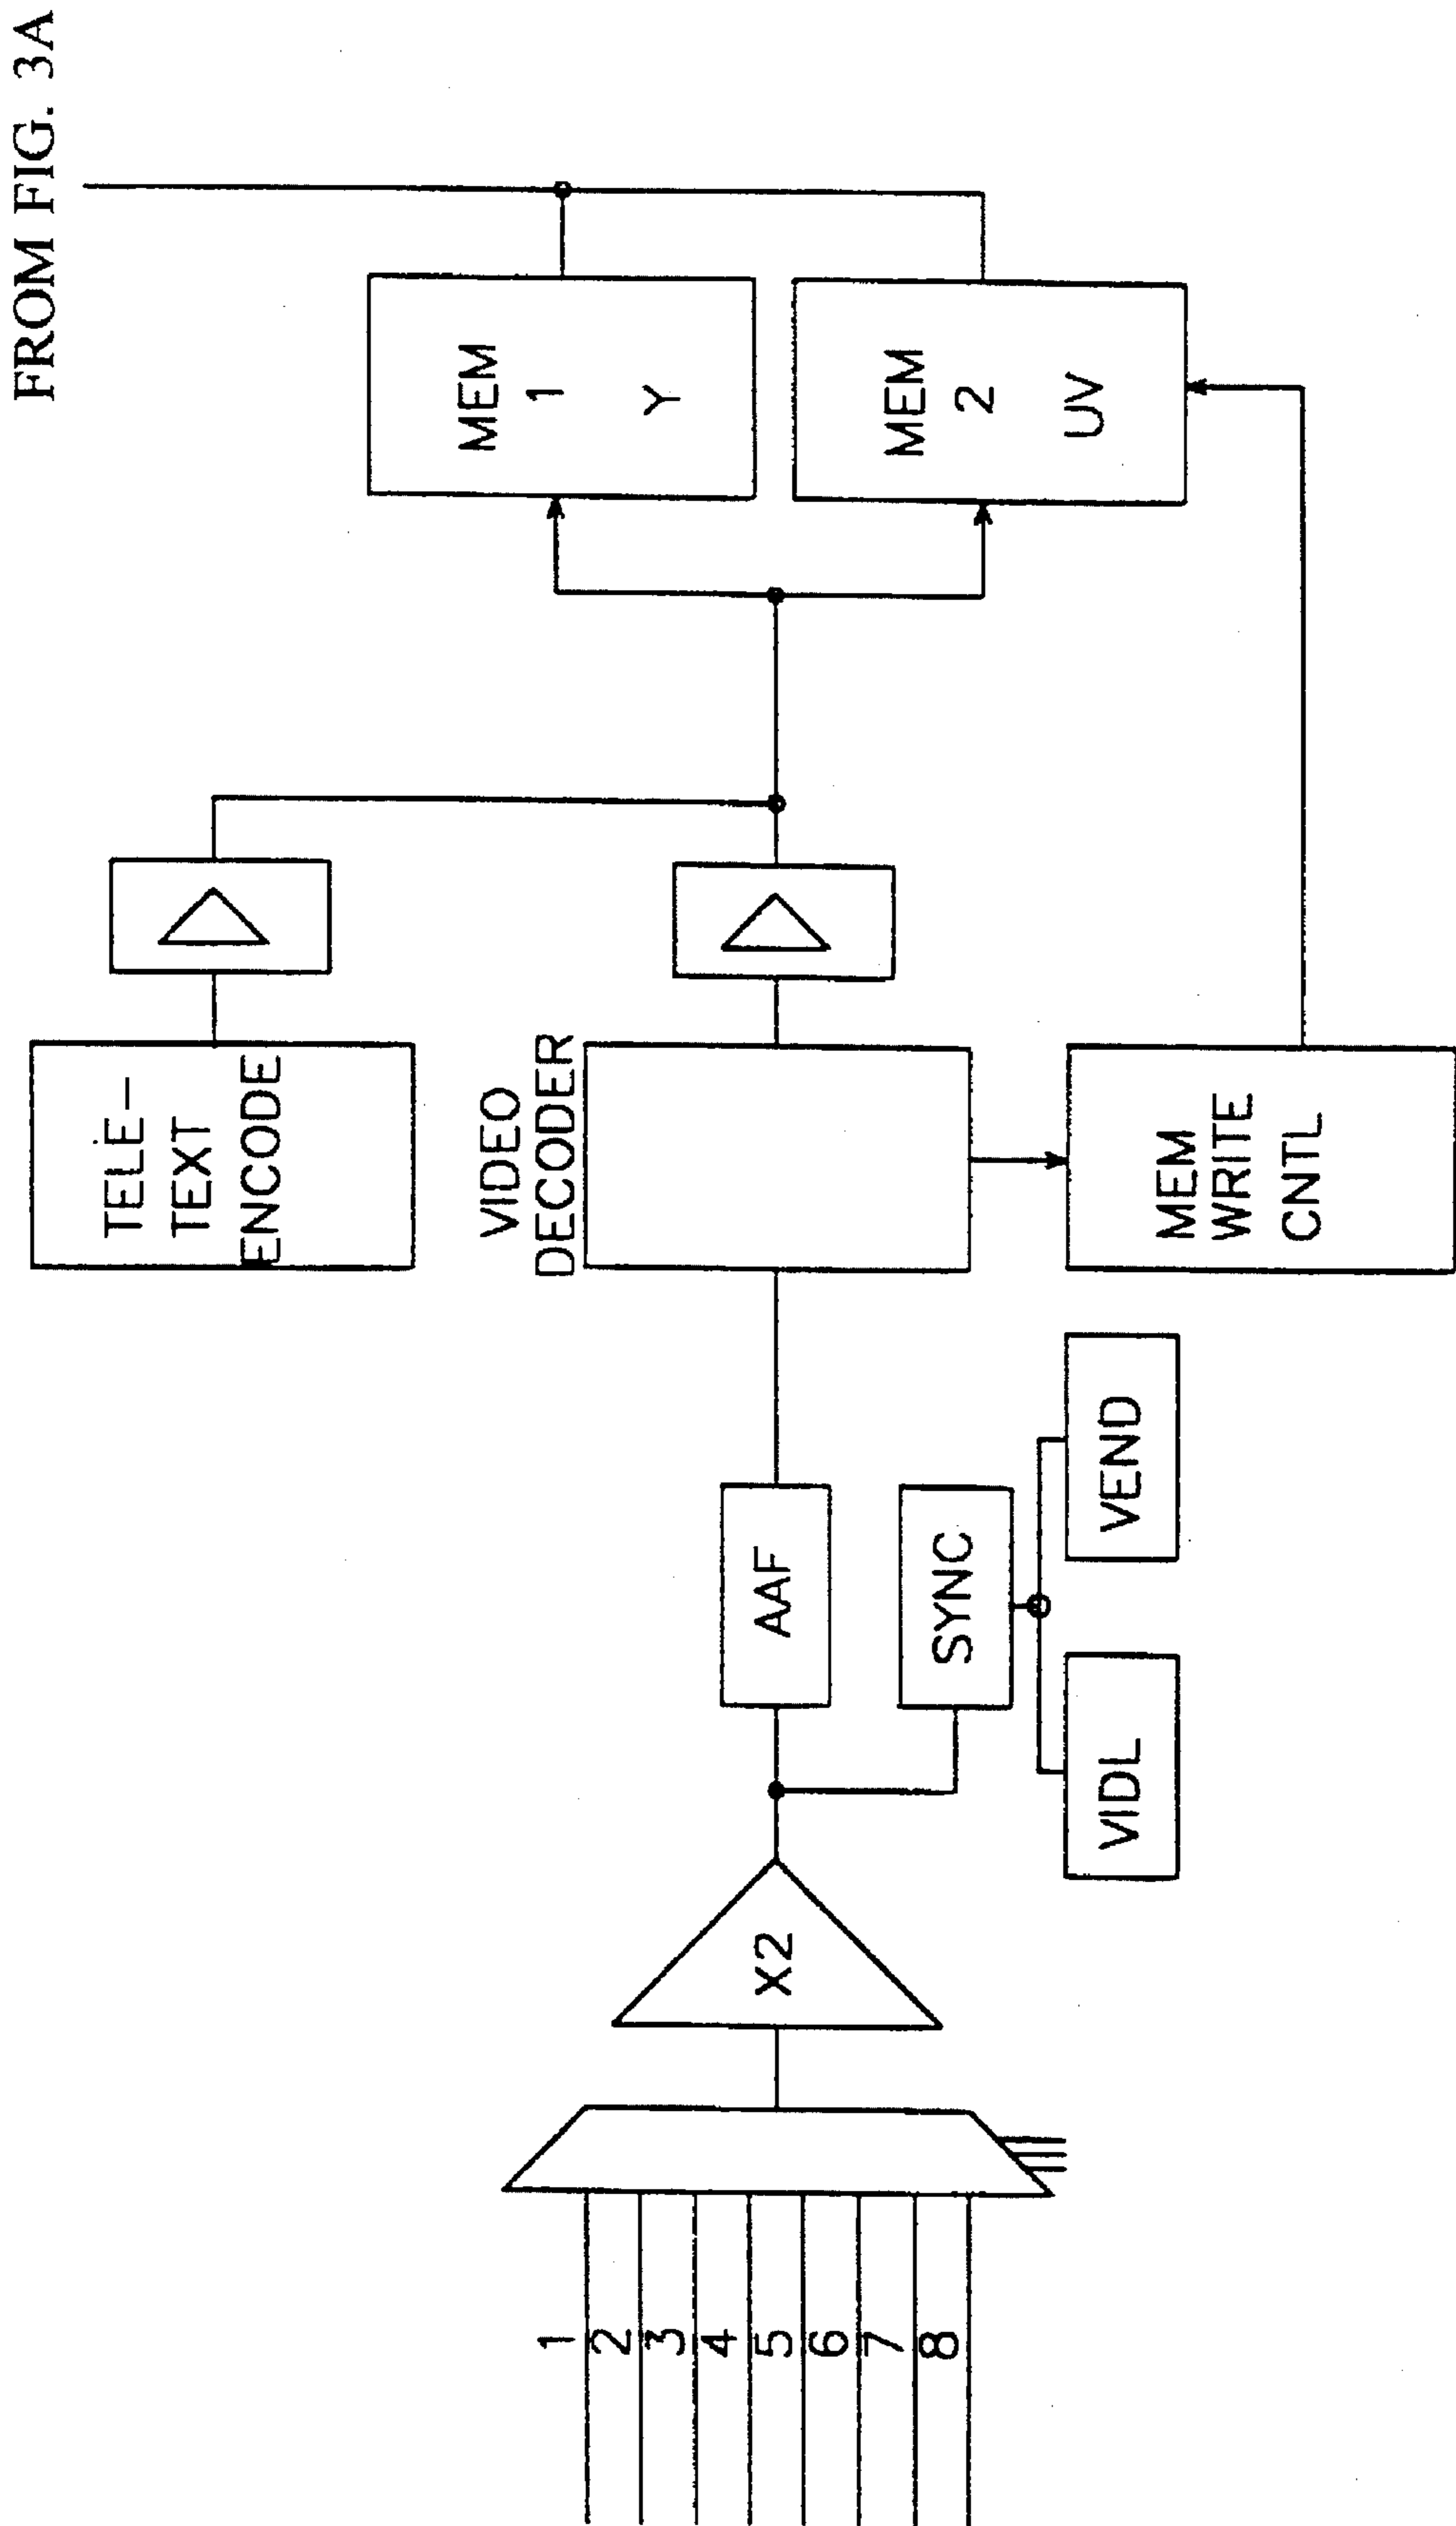 FROM FIG. 3A
TELE-
TEXT
ENCODE
VIDEO
DECODER
MEM
1
Y
MEM
2
UV
MEM
WRITE
CNTL
AAF
SYNC
VEND
VIDL
X2
1
2
3
4
5
6
7
8